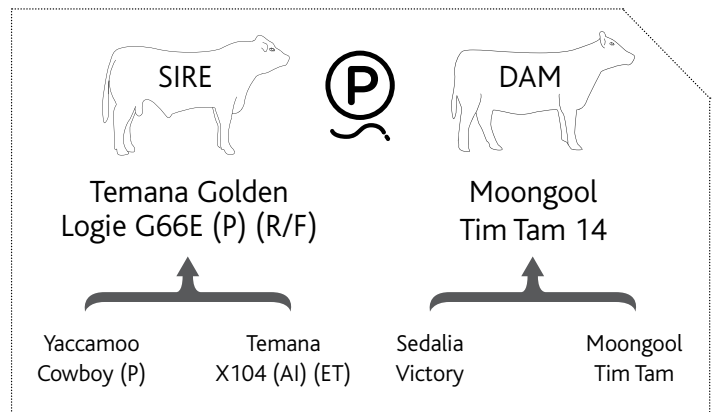 SIRE
P
DAM
Temana Golden
Logie G66E (P) (R/F)
Moongool
Tim Tam 14
Yaccamoo
Cowboy (P)
Temana
X104 (AI) (ET)
Sedalia
Victory
Moongool
Tim Tam